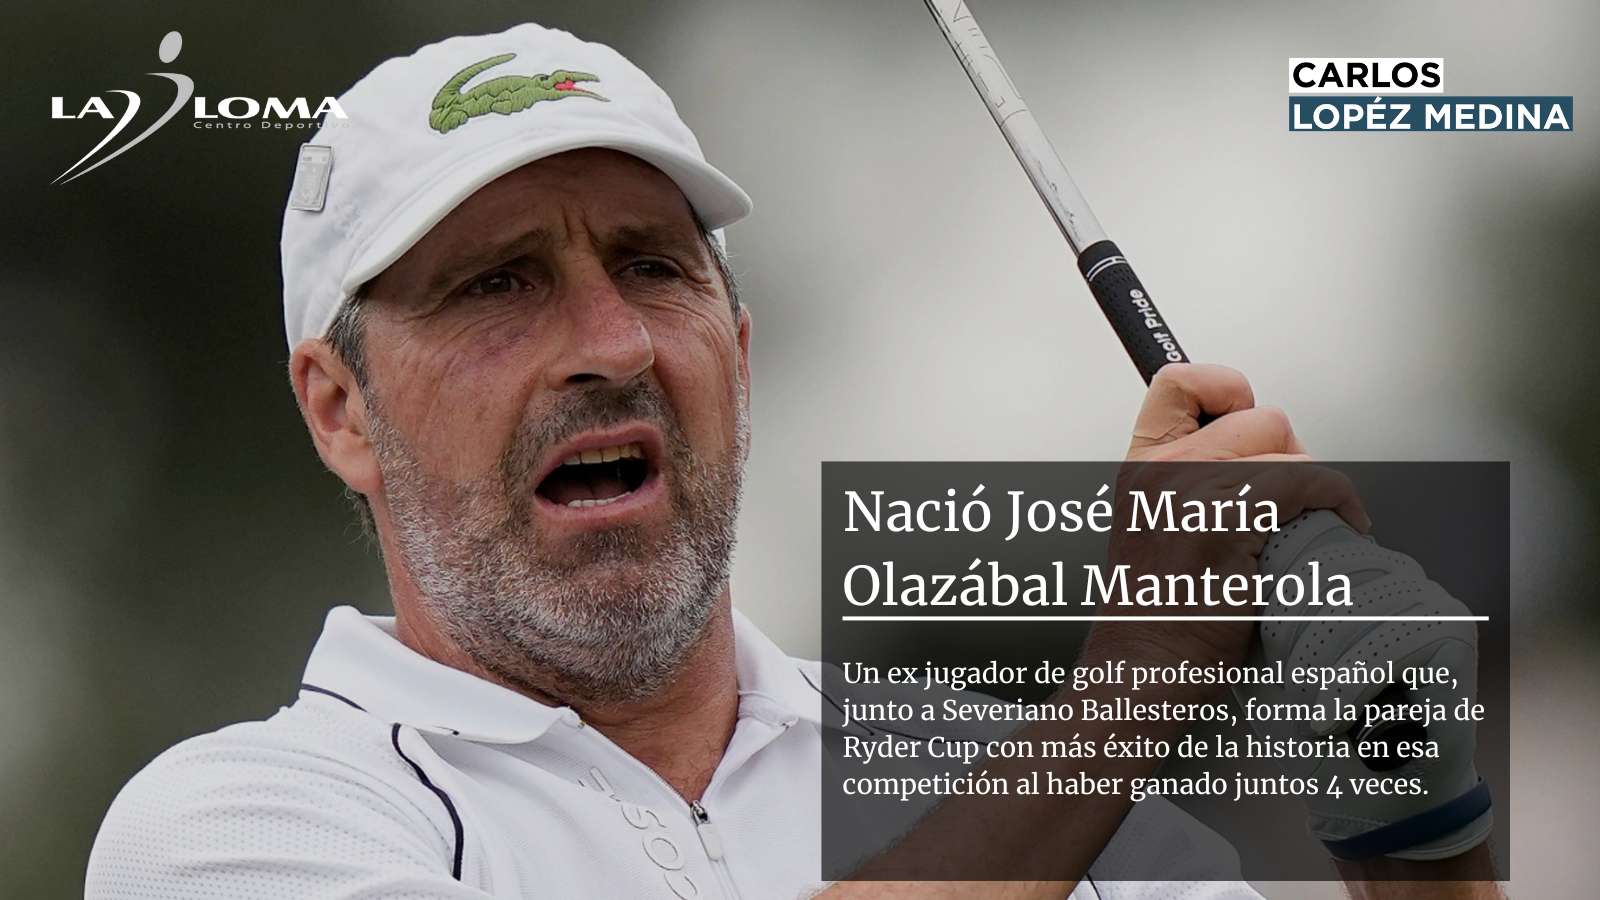 LA LOMA
Centro Deportivo
CARLOS
LOPÉZ MEDINA
Golf Pride
Nació José María
Olazábal Manterola
Un ex jugador de golf profesional español que,
junto a Severiano Ballesteros, forma la pareja de
Ryder Cup con más éxito de la historia en esa
competición al haber ganado juntos 4 veces.